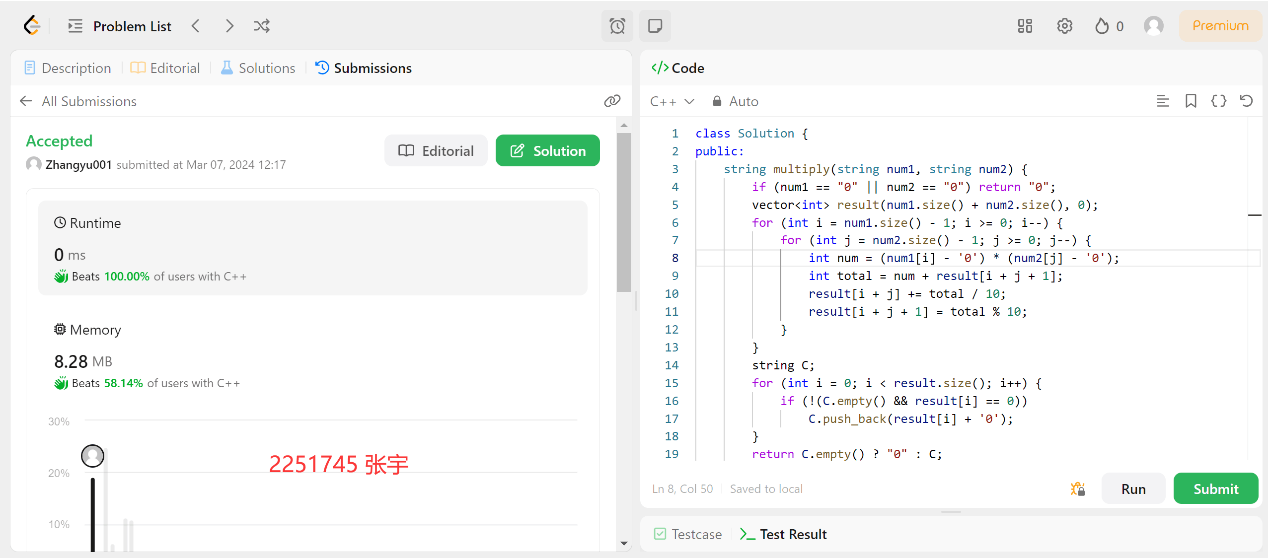 Problem List
0
Premium
Description
Editorial
Solutions
Submissions
All Submissions
Accepted
Zhangyu001 submitted at Mar 07, 2024 12:17
Editorial
Solution
Runtime
0 ms
Beats 100.00% of users with C++
Memory
8.28 MB
Beats 58.14% of users with C++
30%
20%
10%
2251745 张宇
</> Code
C++
Auto
1 class Solution {
2 public:
3 string multiply(string num1, string num2) {
4 if (num1 == "0" || num2 == "0") return "0";
5 vector<int> result(num1.size() + num2.size(), 0);
6 for (int i = num1.size() - 1; i >= 0; i--) {
7 for (int j = num2.size() - 1; j >= 0; j--) {
8 int num = (num1[i] - '0') * (num2[j] - '0');
9 int total = num + result[i + j + 1];
10 result[i + j] += total / 10;
11 result[i + j + 1] = total % 10;
12 }
13 }
14 string C;
15 for (int i = 0; i < result.size(); i++) {
16 if (!(C.empty() && result[i] == 0))
17 C.push_back(result[i] + '0');
18 }
19 return C.empty() ? "0" : C;
Ln 8, Col 50
Saved to local
Run
Submit
Testcase
Test Result